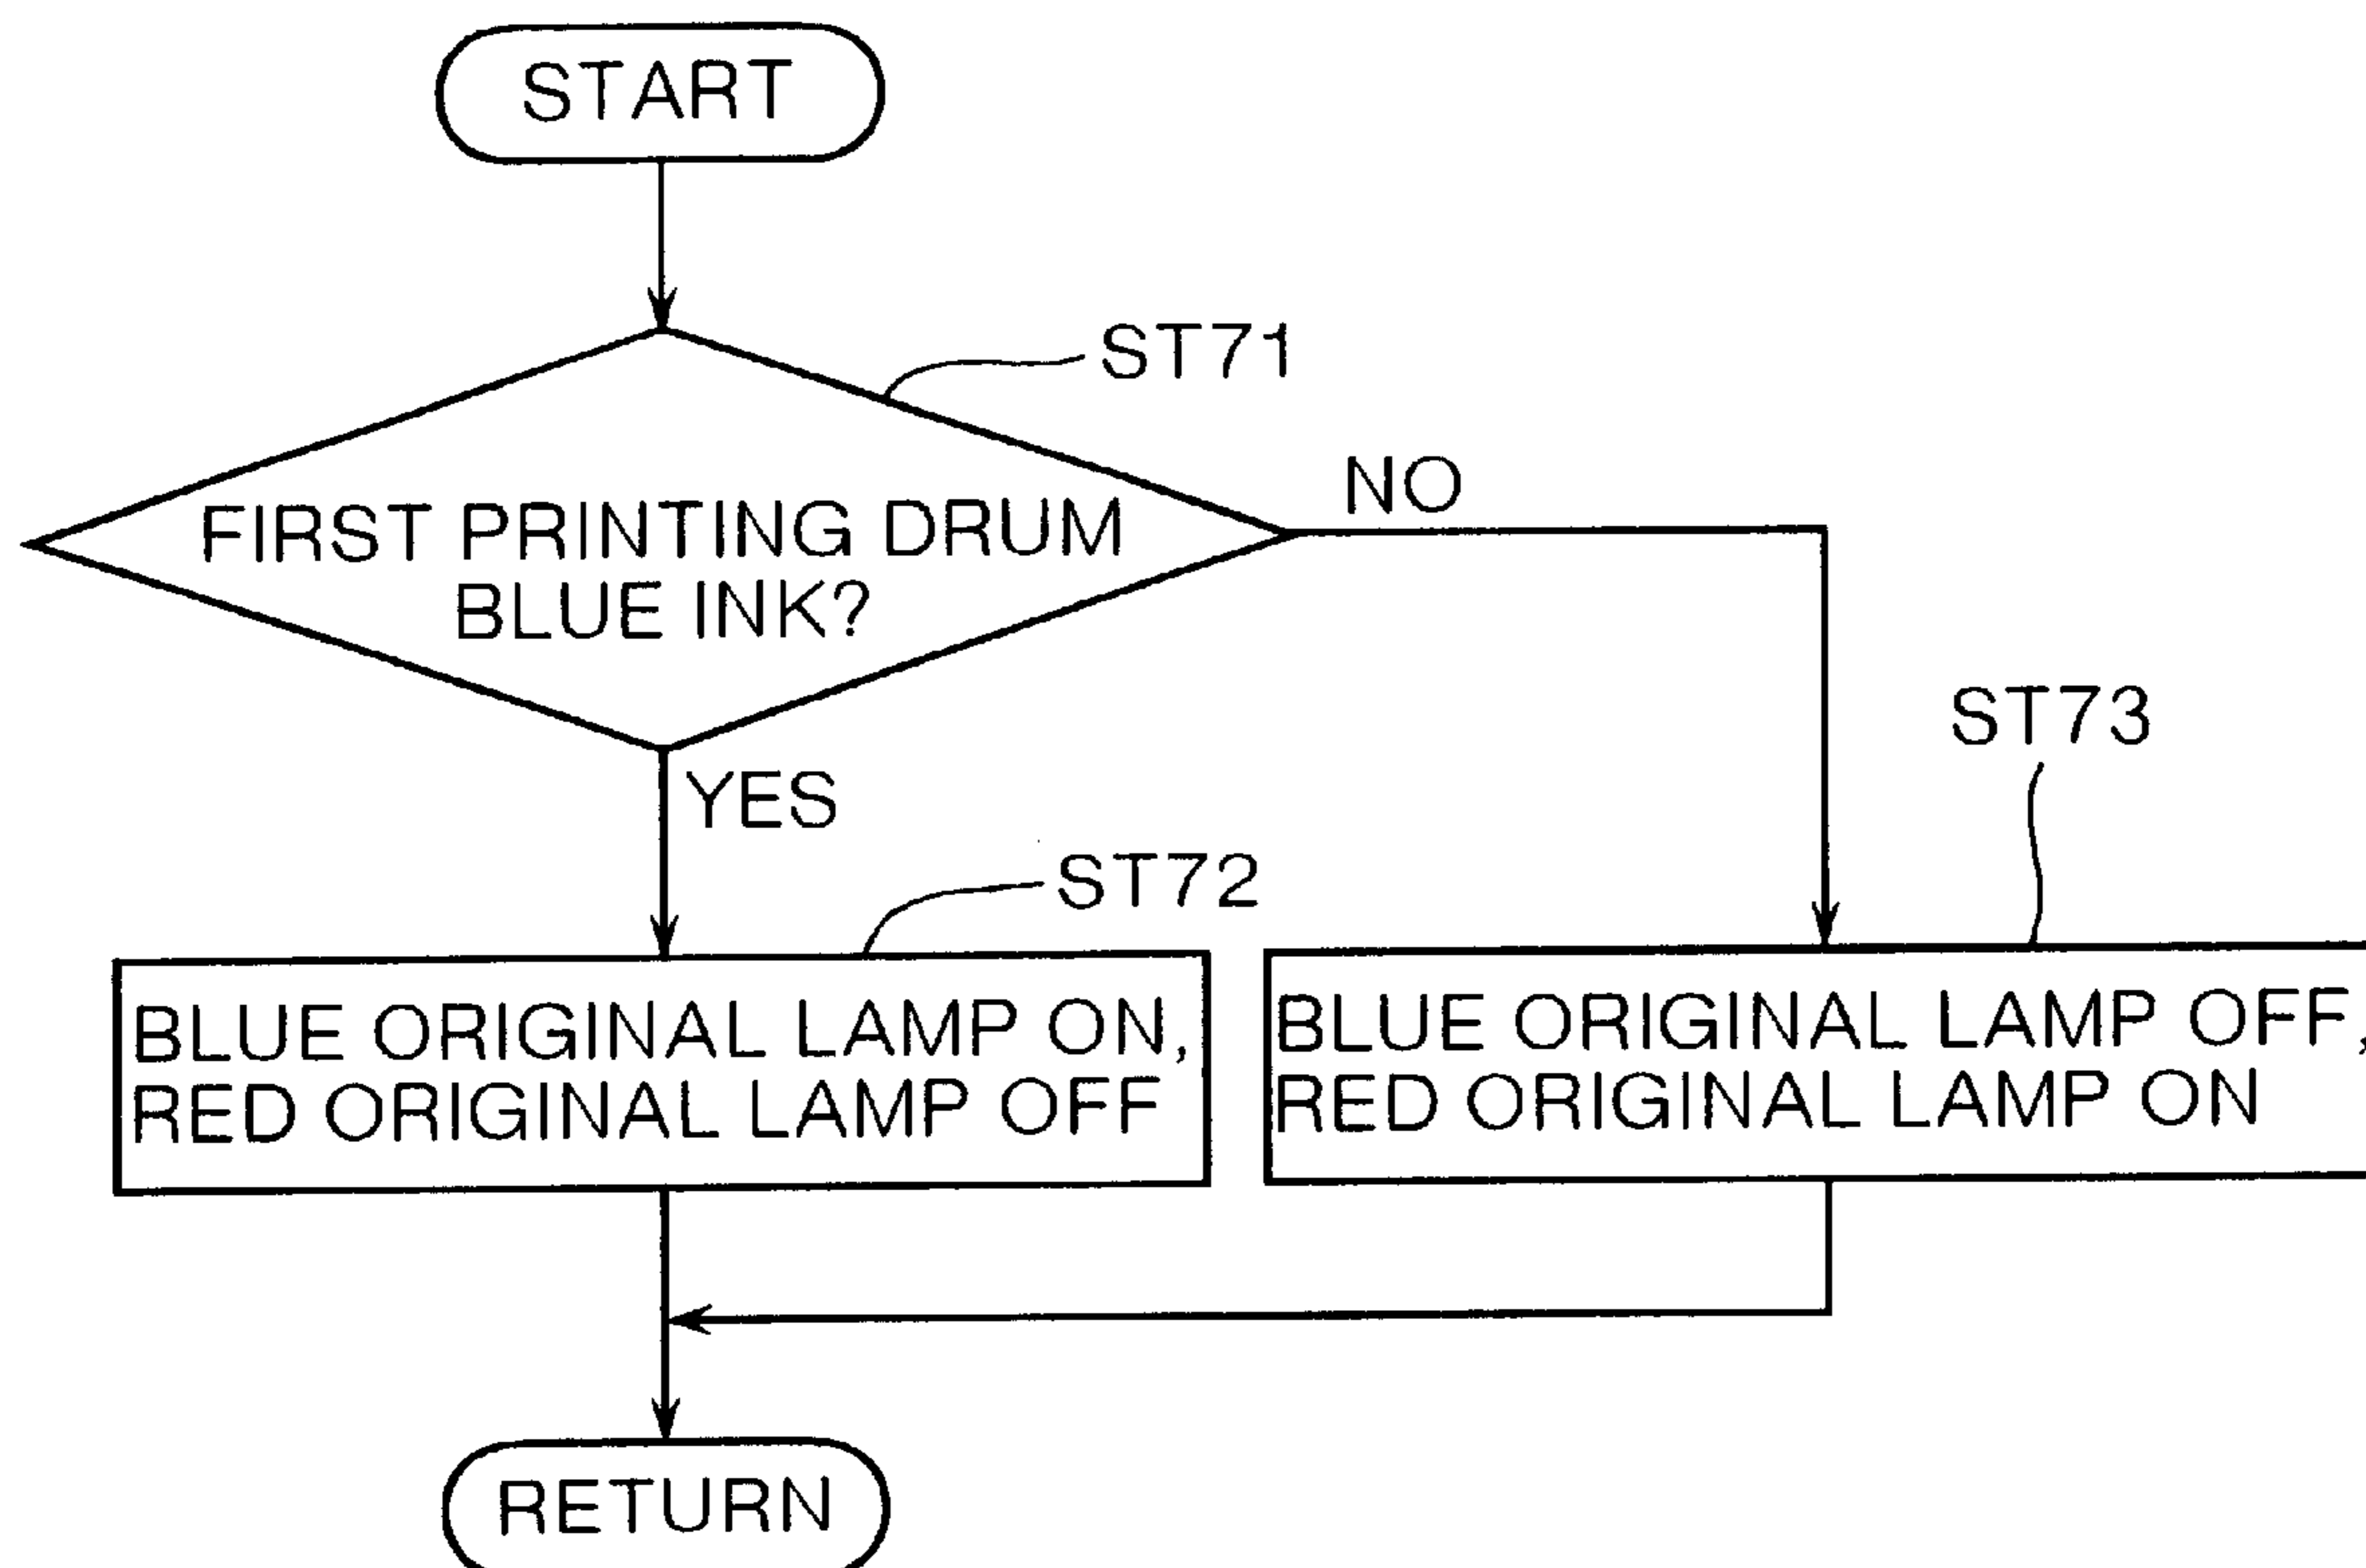 START
ST71
NO
FIRST PRINTING DRUM
BLUE INK?
ST73
YES
ST72
BLUE ORIGINAL LAMP ON,
RED ORIGINAL LAMP OFF
BLUE ORIGINAL LAMP OFF,
RED ORIGINAL LAMP ON
RETURN